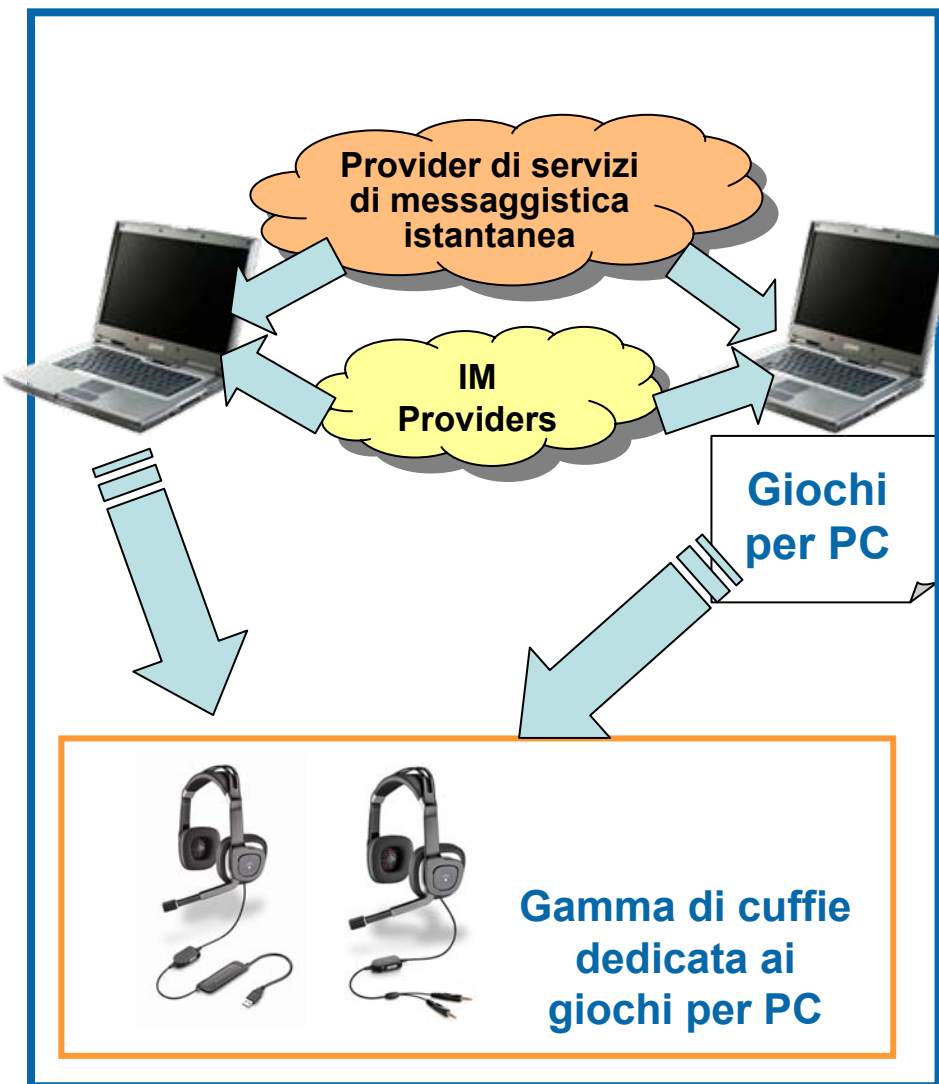 Provider di servizi
di messaggistica
istantanea
IM
Providers
Giochi
per PC
Gamma di cuffie
dedicata ai
giochi per PC